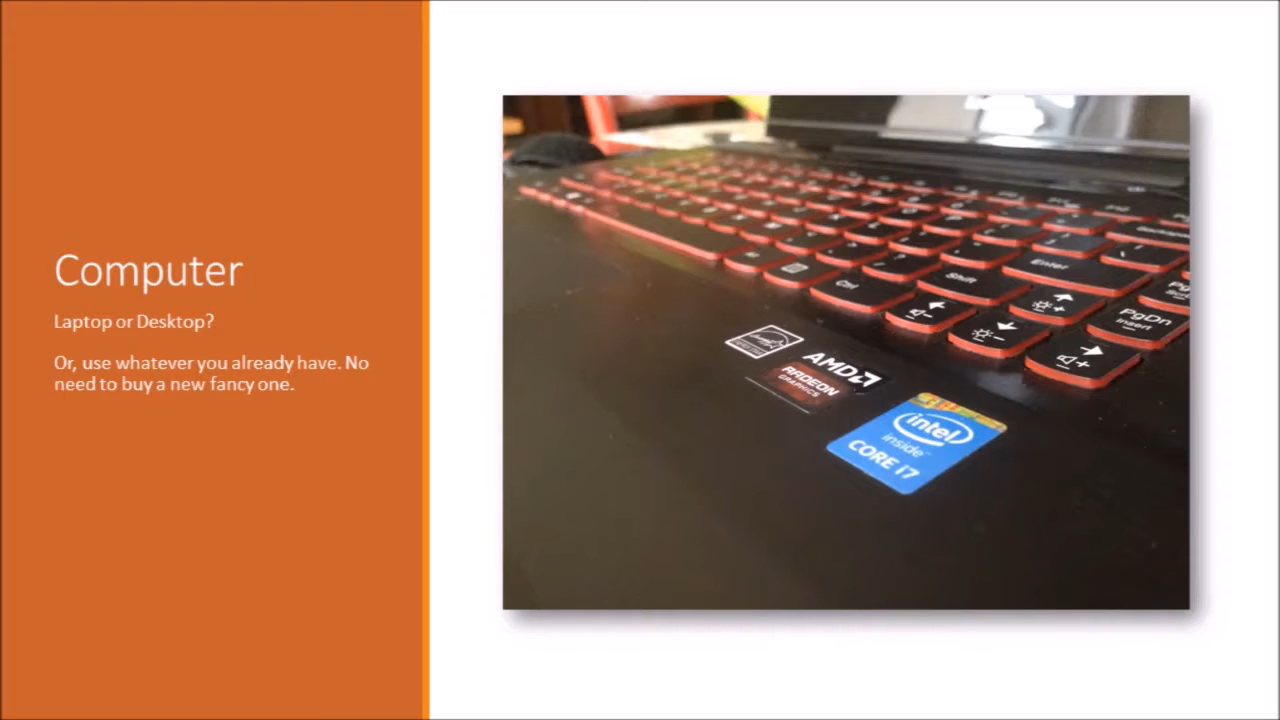 Computer
Laptop or Desktop?
Or, use whatever you already have. No
need to buy a new fancy one.
Backspace
Enter
Shift
Ctrl
PgDn
Insert
AMD
RADEON
GRAPHICS
intel
inside
CORE i7